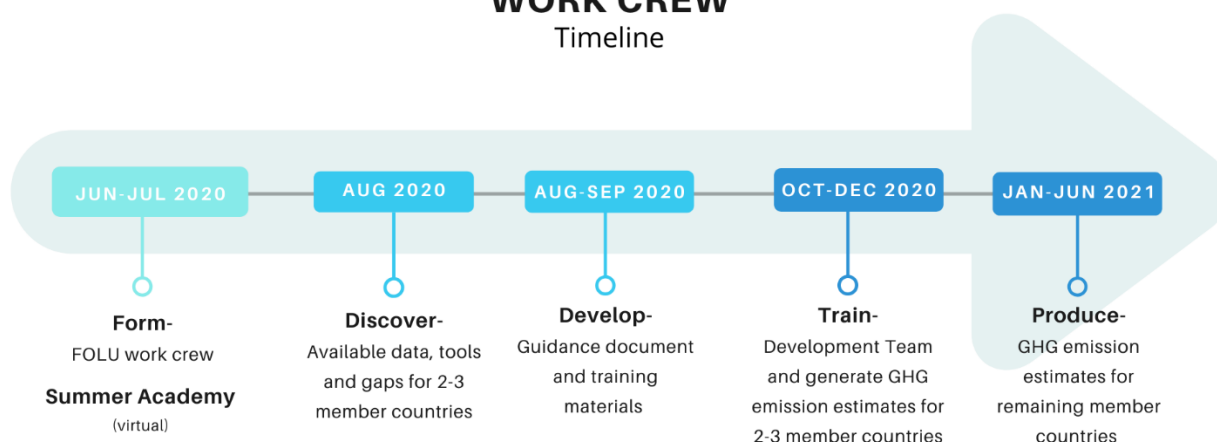 WORK CREW
Timeline
JUN-JUL 2020
AUG 2020
AUG-SEP 2020
OCT-DEC 2020
JAN-JUN 2021
Form-
FOLU work crew
Summer Academy
(virtual)
Discover-
Available data, tools
and gaps for 2-3
member countries
Develop-
Guidance document
and training
materials
Train-
Development Team
and generate GHG
emission estimates for
2-3 member countries
Produce-
GHG emission
estimates for
remaining member
countries